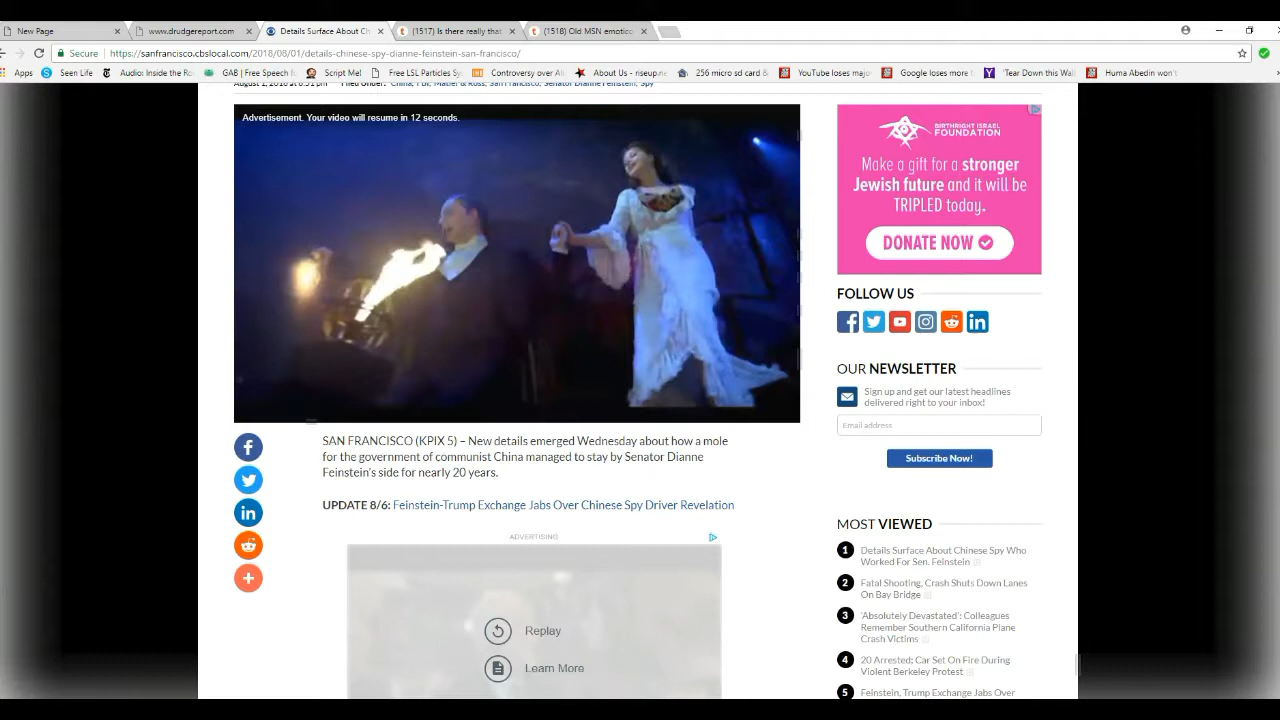 New Page
www.drudgereport.com
Details Surface About Ch
(1517) Is there really that
(1518) Old MSN emotico
Secure
https://sanfrancisco.cbslocal.com/2018/08/01/details-chinese-spy-dianne-feinstein-san-francisco/
Apps
Seen Life
Audio: Inside the Ro
GAB | Free Speech f
Script Mel
Free LSL Particles Sy
Controversy over Al
About Us - riseup.ne
256 micro sd card &
YouTube loses majo
Google loses more
'Tear Down this Wal
Huma Abedin won'
Advertisement. Your video will resume in 12 seconds.
BIRTHRIGHT ISRAEL
FOUNDATION
Make a gift for a stronger
Jewish future and it will be
TRIPLED today.
DONATE NOW
FOLLOW US
OUR NEWSLETTER
Sign up and get our latest headlines
delivered right to your inbox!
Email address
Subscribe Now!
SAN FRANCISCO (KPIX 5) – New details emerged Wednesday about how a mole
for the government of communist China managed to stay by Senator Dianne
Feinstein's side for nearly 20 years.
UPDATE 8/6: Feinstein-Trump Exchange Jabs Over Chinese Spy Driver Revelation
ADVERTISING
Replay
Learn More
MOST VIEWED
1 Details Surface About Chinese Spy Who
Worked For Sen. Feinstein
2 Fatal Shooting, Crash Shuts Down Lanes
On Bay Bridge
3 'Absolutely Devastated': Colleagues
Remember Southern California Plane
Crash Victims
4 20 Arrested; Car Set On Fire During
Violent Berkeley Protest
5 Feinstein, Trump Exchange Jabs Over